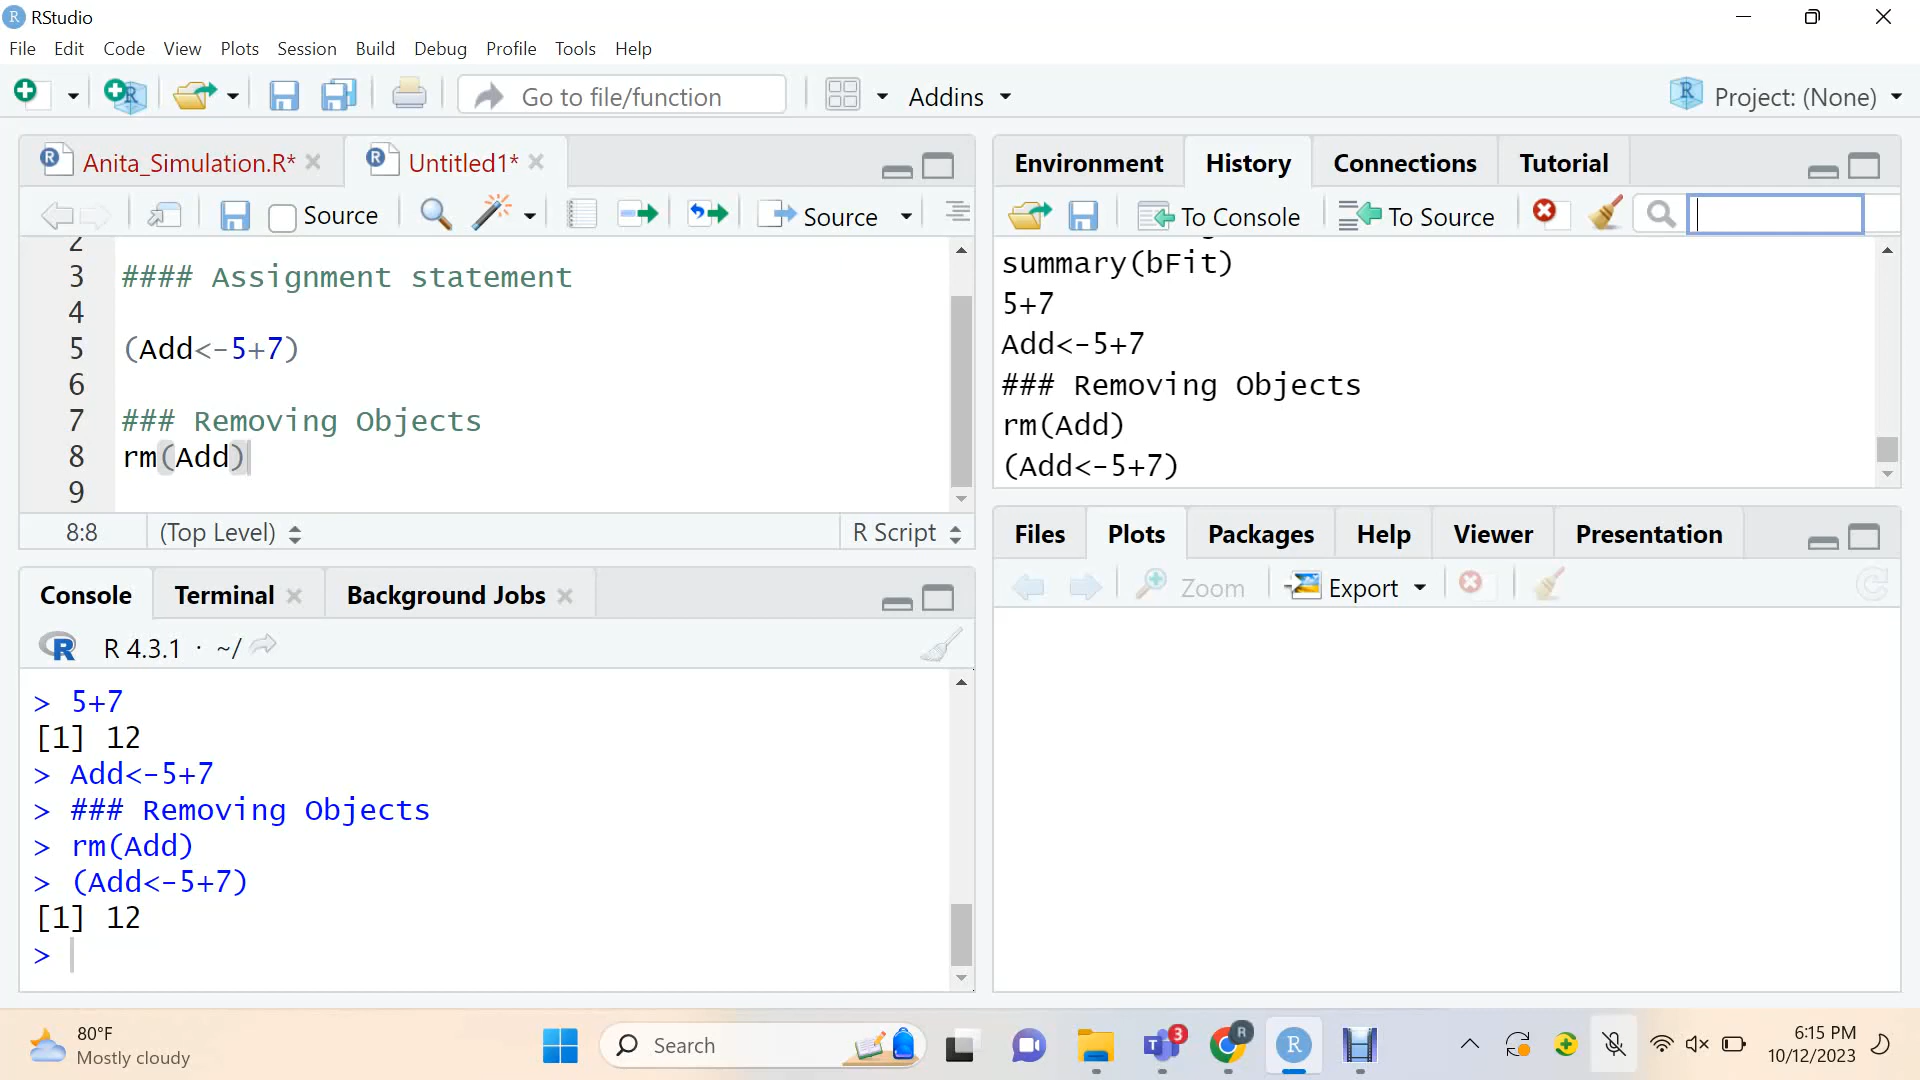 RStudio
File Edit Code View Plots Session Build Debug Profile Tools Help
Go to file/function Addins Project: (None)
Anita_Simulation.R* Untitled1*
Source Source
2
3 #### Assignment statement
4
5 (Add<-5+7)
6
7 ### Removing Objects
8 rm(Add)
9
8:8 (Top Level) R Script
Console Terminal Background Jobs
R 4.3.1 · ~/
> 5+7
[1] 12
> Add<-5+7
> ### Removing Objects
> rm(Add)
> (Add<-5+7)
[1] 12
>
Environment History Connections Tutorial
To Console To Source
summary(bFit)
5+7
Add<-5+7
### Removing Objects
rm(Add)
(Add<-5+7)
Files Plots Packages Help Viewer Presentation
Zoom Export
80°F
Mostly cloudy
Search
3
6:15 PM
10/12/2023